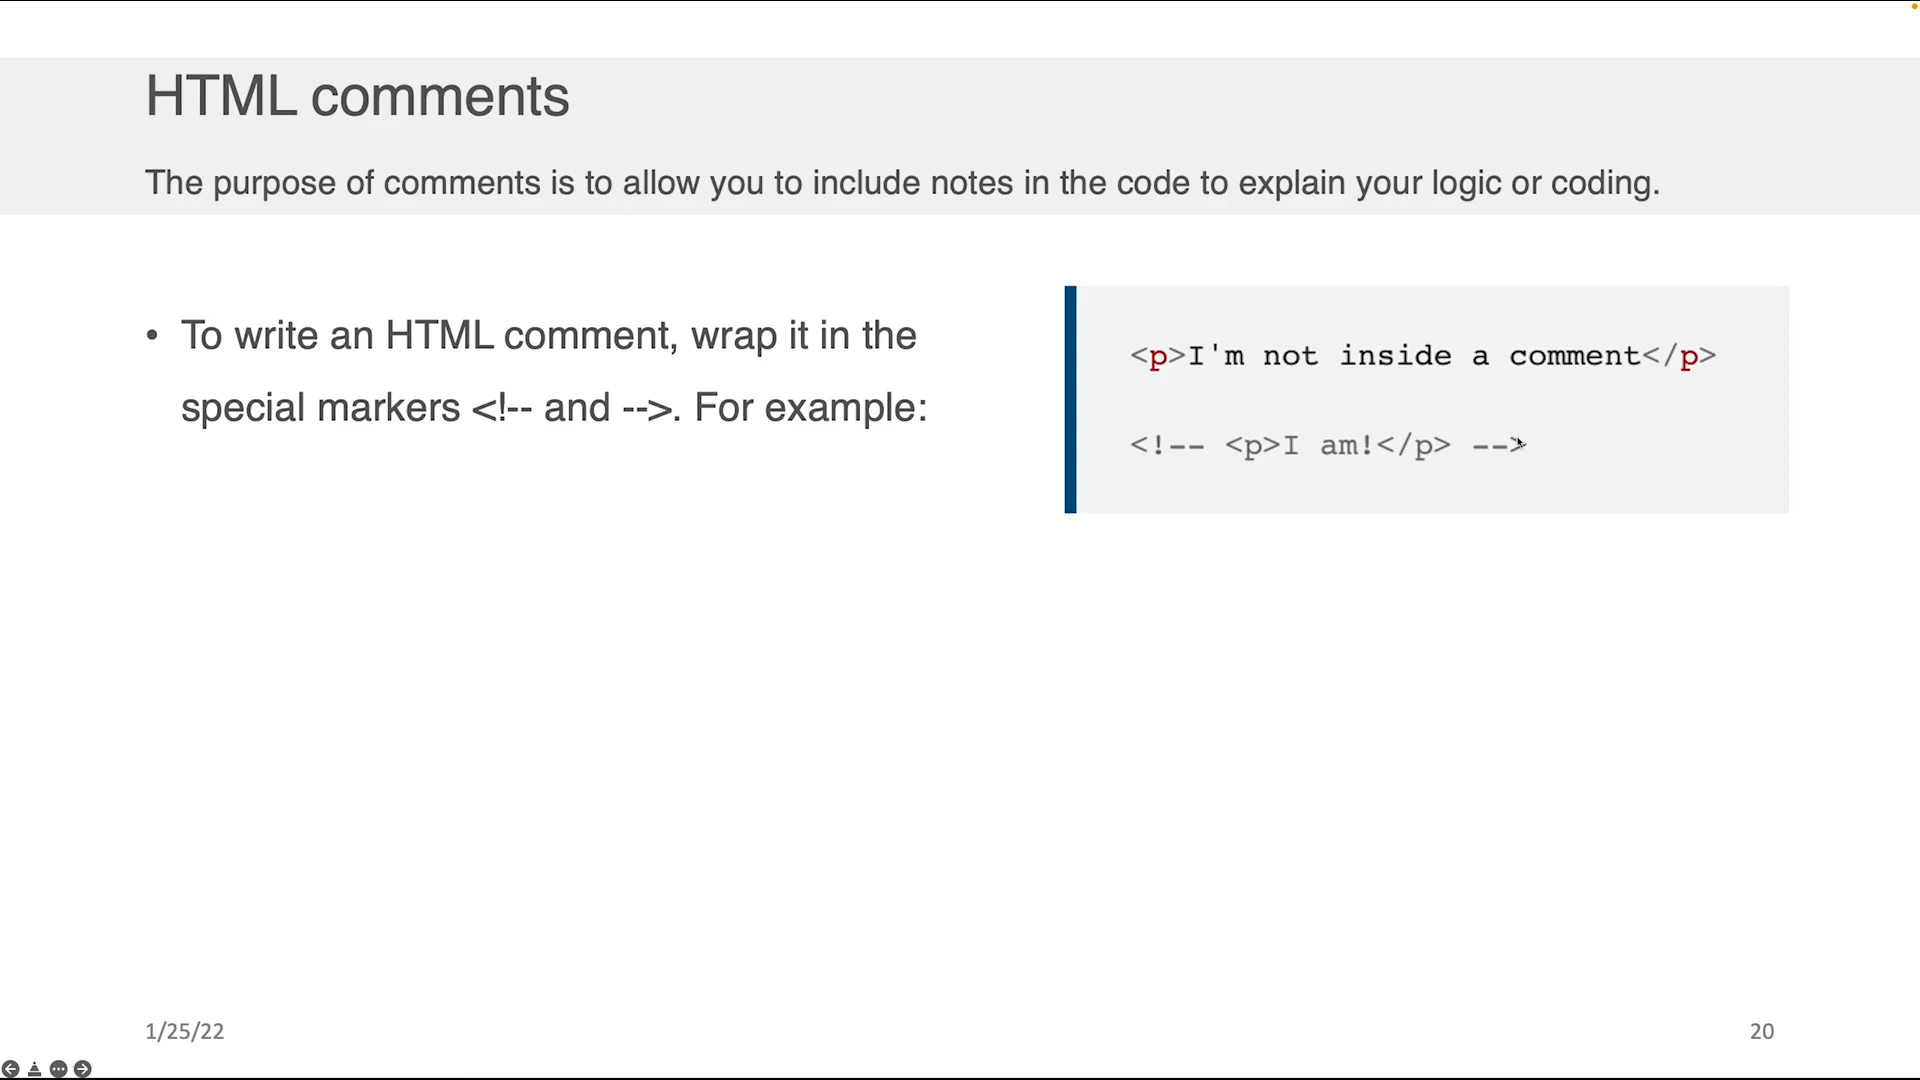 HTML comments
The purpose of comments is to allow you to include notes in the code to explain your logic or coding.
• To write an HTML comment, wrap it in the
special markers <!-- and -->. For example:
<p>I'm not inside a comment</p>
<!-- <p>I am!</p> -->
1/25/22
20